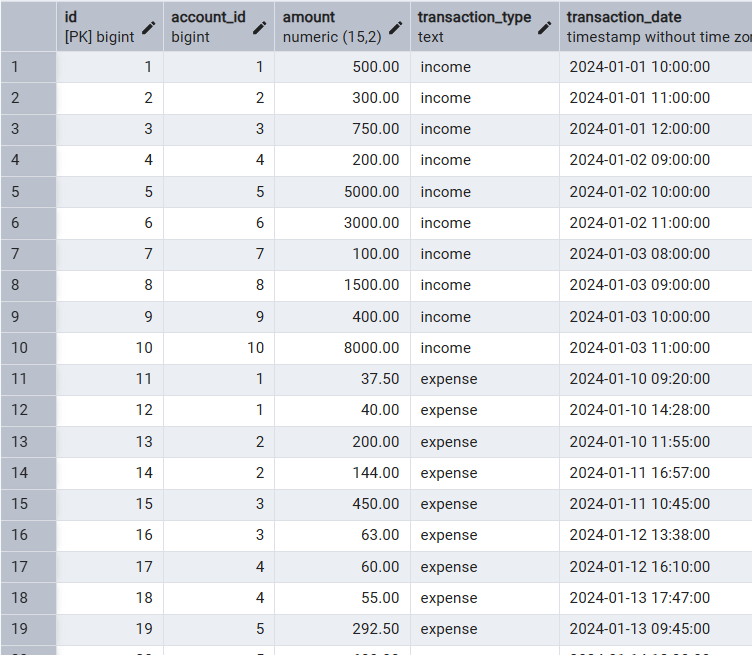 id account_id amount transaction_type transaction_date
[PK] bigint bigint numeric (15,2) text timestamp without time zo
1 1 1 500.00 income 2024-01-01 10:00:00
2 2 2 300.00 income 2024-01-01 11:00:00
3 3 3 750.00 income 2024-01-01 12:00:00
4 4 4 200.00 income 2024-01-02 09:00:00
5 5 5 5000.00 income 2024-01-02 10:00:00
6 6 6 3000.00 income 2024-01-02 11:00:00
7 7 7 100.00 income 2024-01-03 08:00:00
8 8 8 1500.00 income 2024-01-03 09:00:00
9 9 9 400.00 income 2024-01-03 10:00:00
10 10 10 8000.00 income 2024-01-03 11:00:00
11 11 1 37.50 expense 2024-01-10 09:20:00
12 12 1 40.00 expense 2024-01-10 14:28:00
13 13 2 200.00 expense 2024-01-10 11:55:00
14 14 2 144.00 expense 2024-01-11 16:57:00
15 15 3 450.00 expense 2024-01-11 10:45:00
16 16 3 63.00 expense 2024-01-12 13:38:00
17 17 4 60.00 expense 2024-01-12 16:10:00
18 18 4 55.00 expense 2024-01-13 17:47:00
19 19 5 292.50 expense 2024-01-13 09:45:00